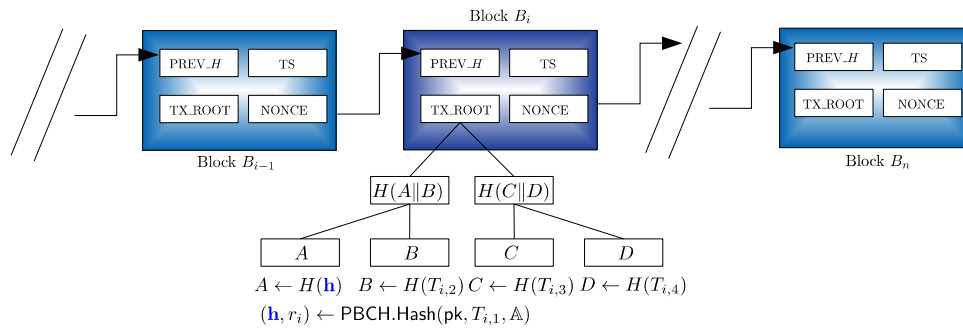 Block B_i
PREV_H TS PREV_H TS PREV_H TS
TX_ROOT NONCE TX_ROOT NONCE TX_ROOT NONCE
Block B_{i−1} Block B_n
H(A∥B) H(C∥D)
A B C D
A ← H(h) B ← H(T_{i,2}) C ← H(T_{i,3}) D ← H(T_{i,4})
(h, r_i) ← PBCH.Hash(pk, T_{i,1}, 𝔸)